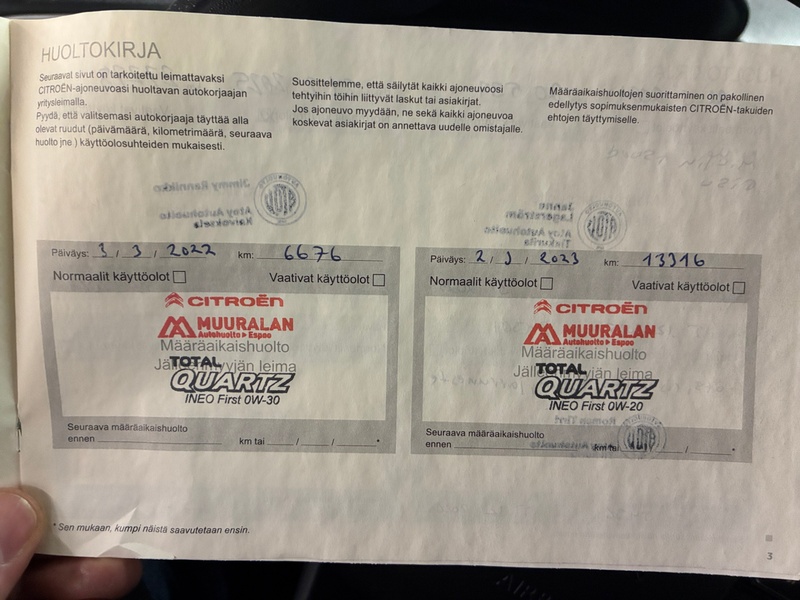 HUOLTOKIRJA
Seuraavat sivut on tarkoitettu leimattavaksi
CITROËN-ajoneuvoasi huoltavan autokorjaajan
yritysleimalla.
Pyydä, että valitsemasi autokorjaaja täyttää alla
olevat ruudut (päivämäärä, kilometrimäärä, seuraava
huolto jne ) käyttöolosuhteiden mukaisesti.
Suosittelemme, että säilytät kaikki ajoneuvoosi
tehtyihin töihin liittyvät laskut tai asiakirjat.
Jos ajoneuvo myydään, ne sekä kaikki ajoneuvoa
koskevat asiakirjat on annettava uudelle omistajalle.
Määräaikaishuoltojen suorittaminen on pakollinen
edellytys sopimuksenmukaisten CITROËN-takuiden
ehtojen täyttymiselle.
Päiväys: 3 / 3 / 2022 km: 6676
Normaalit käyttöolot
Vaativat käyttöolot
CITROËN
MUURALAN
Autohuolto ▸ Espoo
Määräaikaishuolto
Jälleenmyyjän leima
TOTAL
QUARTZ
INEO First 0W-30
Seuraava määräaikaishuolto
ennen km tai / / *
Päiväys: 2 / / 2023 km: 13316
Normaalit käyttöolot
Vaativat käyttöolot
CITROËN
MUURALAN
Autohuolto ▸ Espoo
Määräaikaishuolto
Jälleenmyyjän leima
TOTAL
QUARTZ
INEO First 0W-20
Seuraava määräaikaishuolto
ennen km tai / *
* Sen mukaan, kumpi näistä saavutetaan ensin.
3